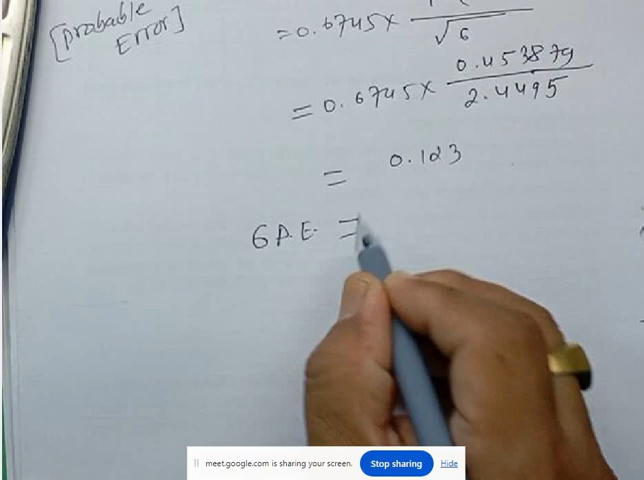 [Probable
Error]
= 0.6745 × 
√6
= 0.6745 × 0.453879
2.4495
= 0.123
6 P.E. =
meet.google.com is sharing your screen.
Stop sharing
Hide